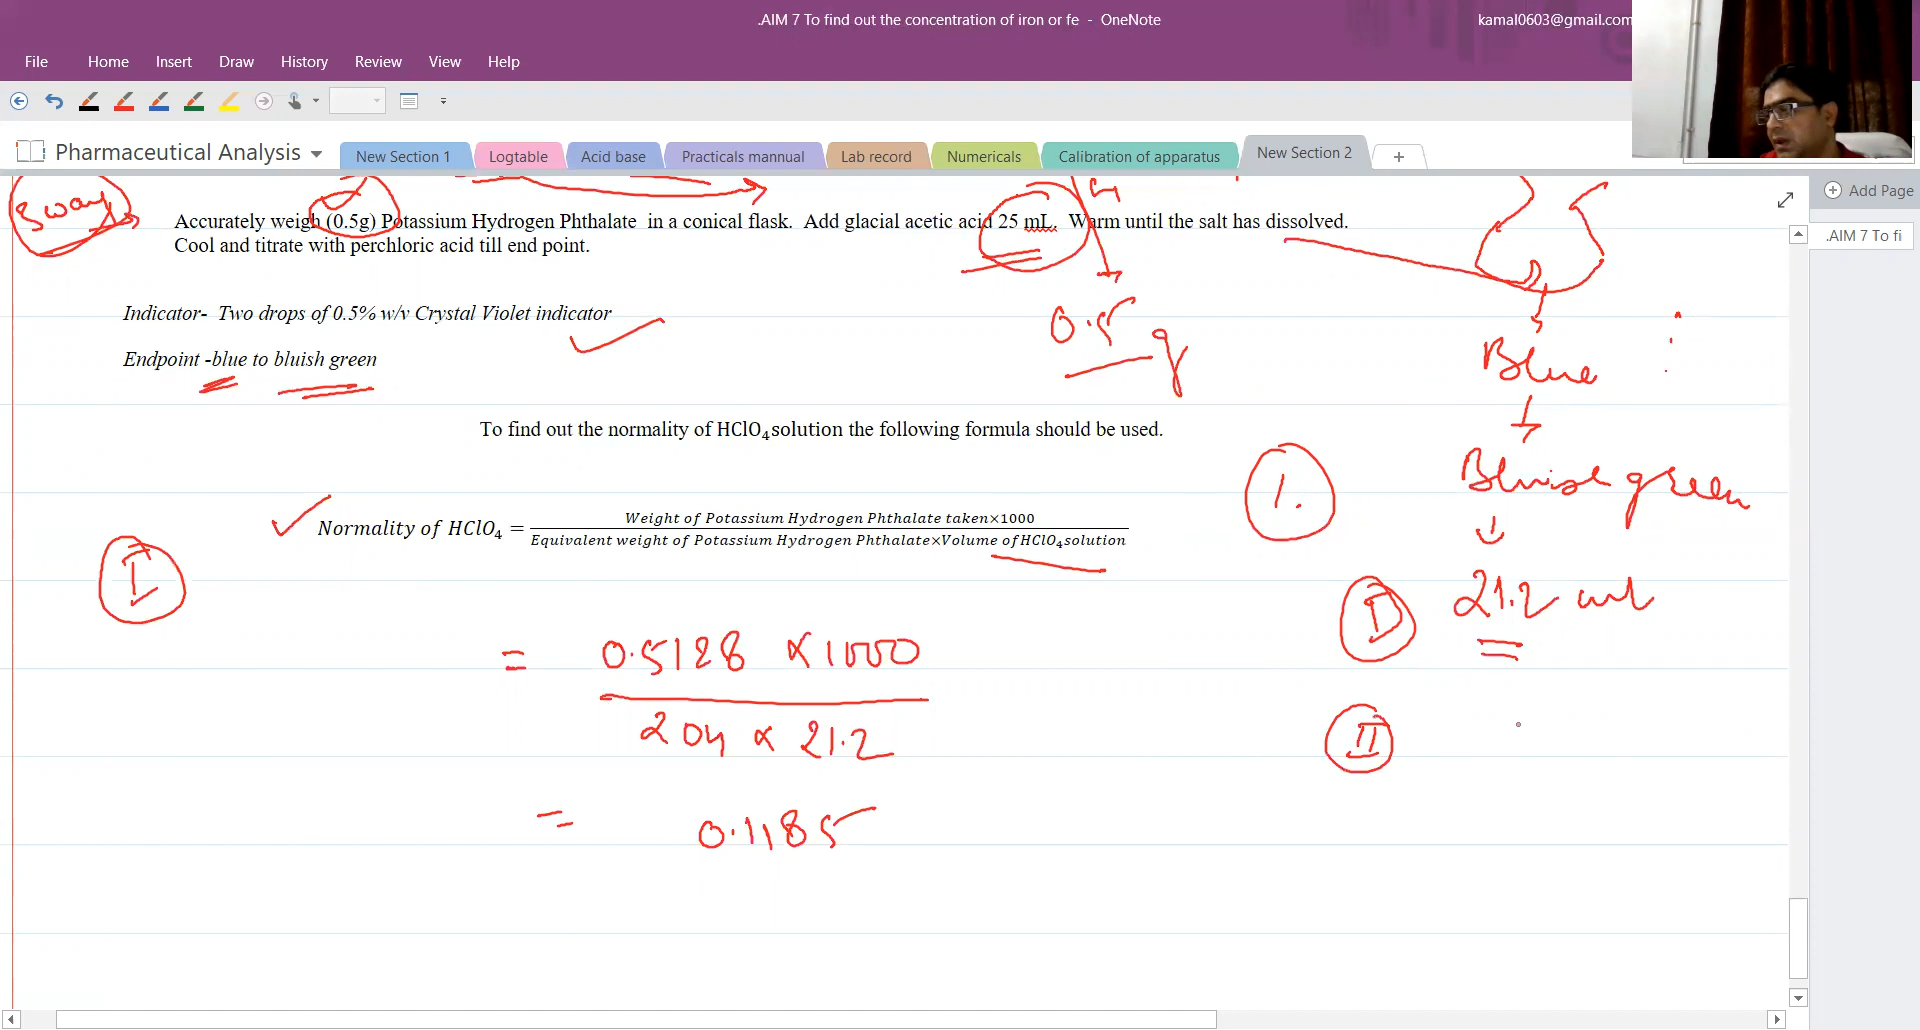 .AIM 7 To find out the concentration of iron or fe - OneNote
kamal0603@gmail.com
File Home Insert Draw History Review View Help
Pharmaceutical Analysis
New Section 1
Logtable
Acid base
Practicals mannual
Lab record
Numericals
Calibration of apparatus
New Section 2
+
Add Page
.AIM 7 To fi
3 way
Accurately weigh (0.5g) Potassium Hydrogen Phthalate in a conical flask. Add glacial acetic acid 25 mL. Warm until the salt has dissolved.
Cool and titrate with perchloric acid till end point.
Indicator- Two drops of 0.5% w/v Crystal Violet indicator
Endpoint -blue to bluish green
0.5 g
Blue
Bluish green
21.2 ml
To find out the normality of HClO₄ solution the following formula should be used.
Normality of HClO₄ = Weight of Potassium Hydrogen Phthalate taken×1000
Equivalent weight of Potassium Hydrogen Phthalate×Volume of HClO₄ solution
1.
I
I
= 0.5128 × 1000
204 × 21.2
II
= 0.1185